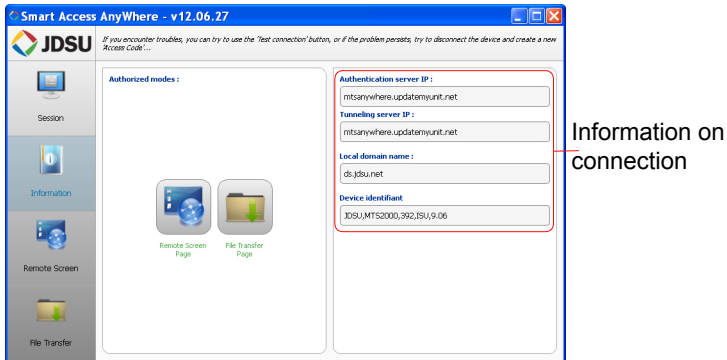 Smart Access AnyWhere - v12.06.27
JDSU
If you encounter troubles, you can try to use the 'Test connection' button, or if the problem persists, try to disconnect the device and create a new
'Access Code'...
Session
Information
Remote Screen
File Transfer
Authorized modes :
Remote Screen
Page
File Transfer
Page
Authentication server IP :
mtsanywhere.updatemyunit.net
Tunneling server IP :
mtsanywhere.updatemyunit.net
Local domain name :
ds.jdsu.net
Device identifiant
JDSU,MTS2000,392,ISU,9.06
Information on
connection